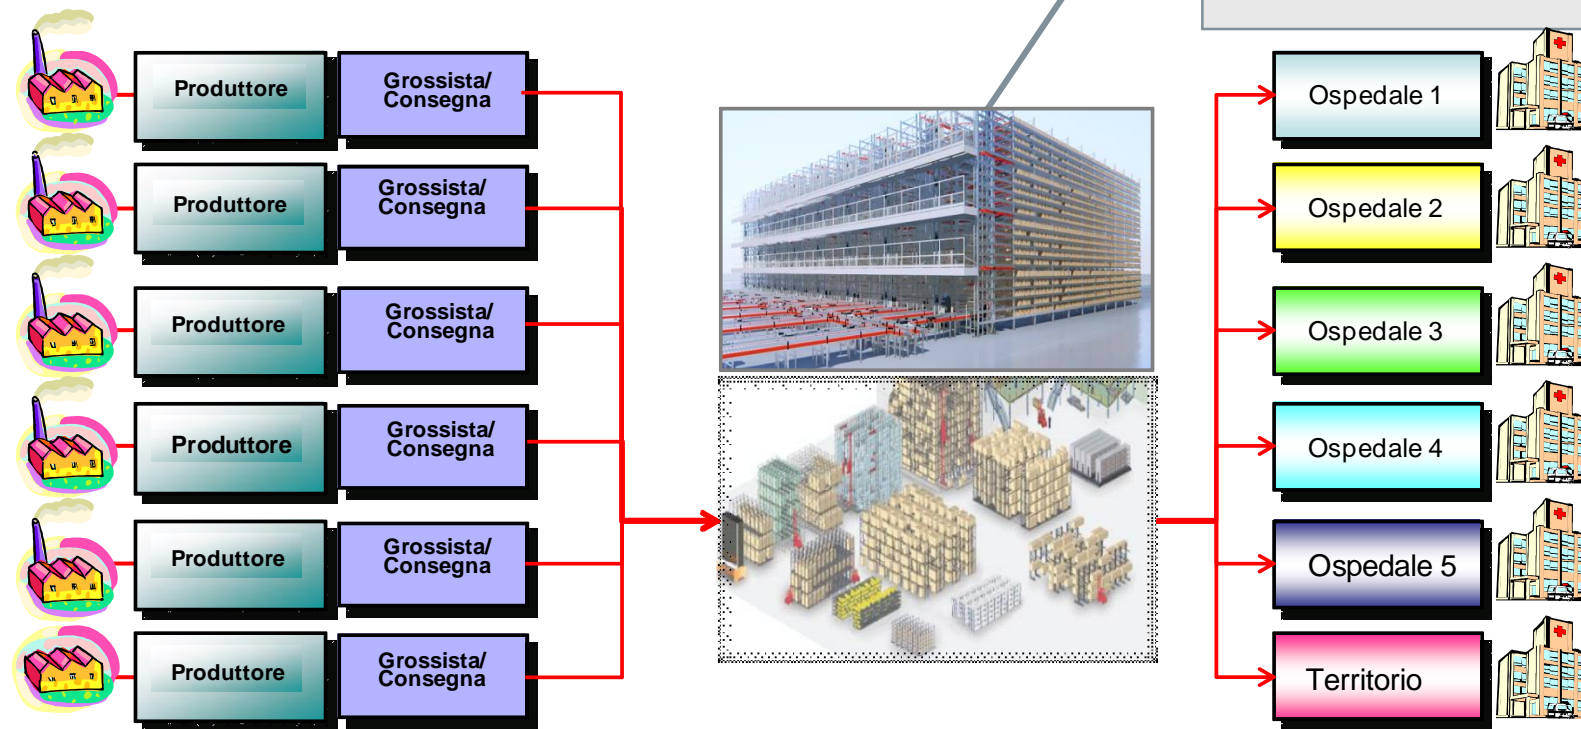 Produttore
Grossista/
Consegna
Ospedale 1
Produttore
Grossista/
Consegna
Ospedale 2
Produttore
Grossista/
Consegna
Ospedale 3
Produttore
Grossista/
Consegna
Ospedale 4
Produttore
Grossista/
Consegna
Ospedale 5
Produttore
Grossista/
Consegna
Territorio